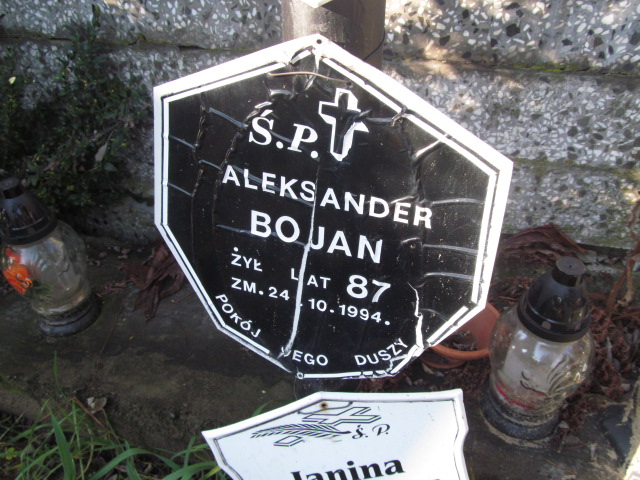 Ś.P.
ALEKSANDER
BOJAN
ŻYŁ LAT 87
ZM. 24-10.1994.
POKÓJ JEGO DUSZY
Ś.P.
Janina